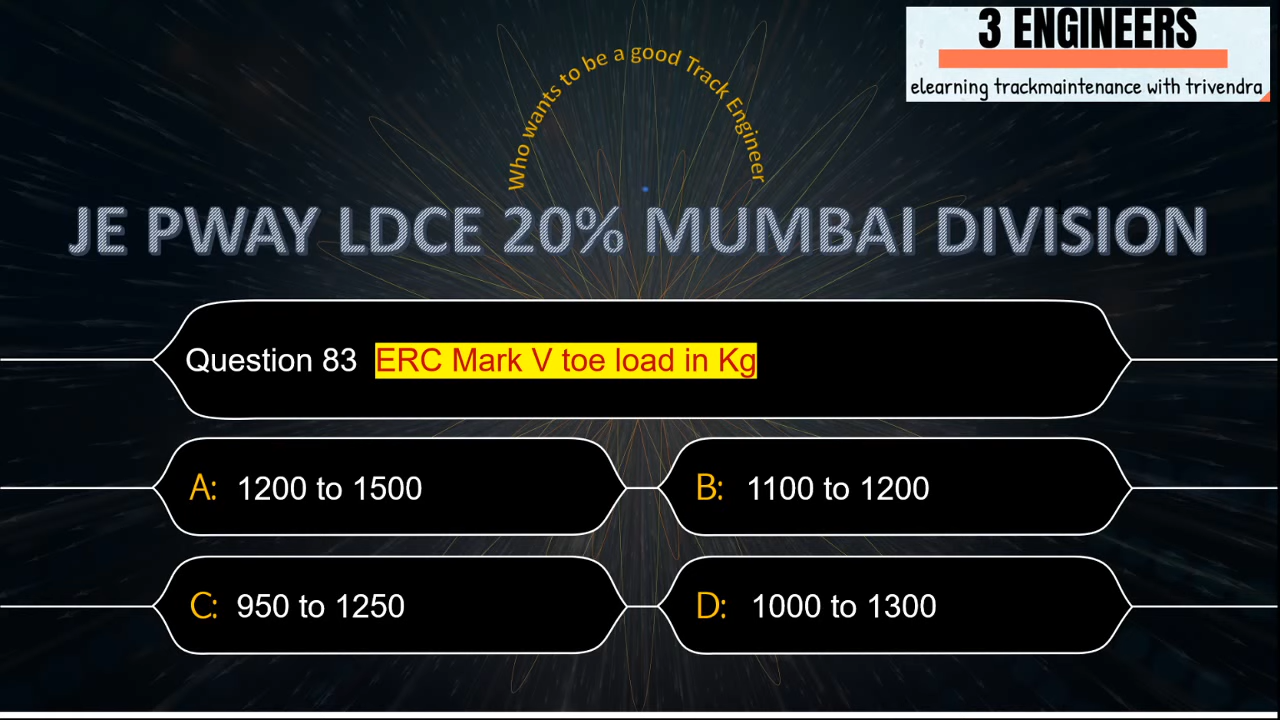 3 ENGINEERS
elearning trackmaintenance with trivendra
Who wants to be a good Track Engineer
JE PWAY LDCE 20% MUMBAI DIVISION
Question 83 ERC Mark V toe load in Kg
A: 1200 to 1500
B: 1100 to 1200
C: 950 to 1250
D: 1000 to 1300